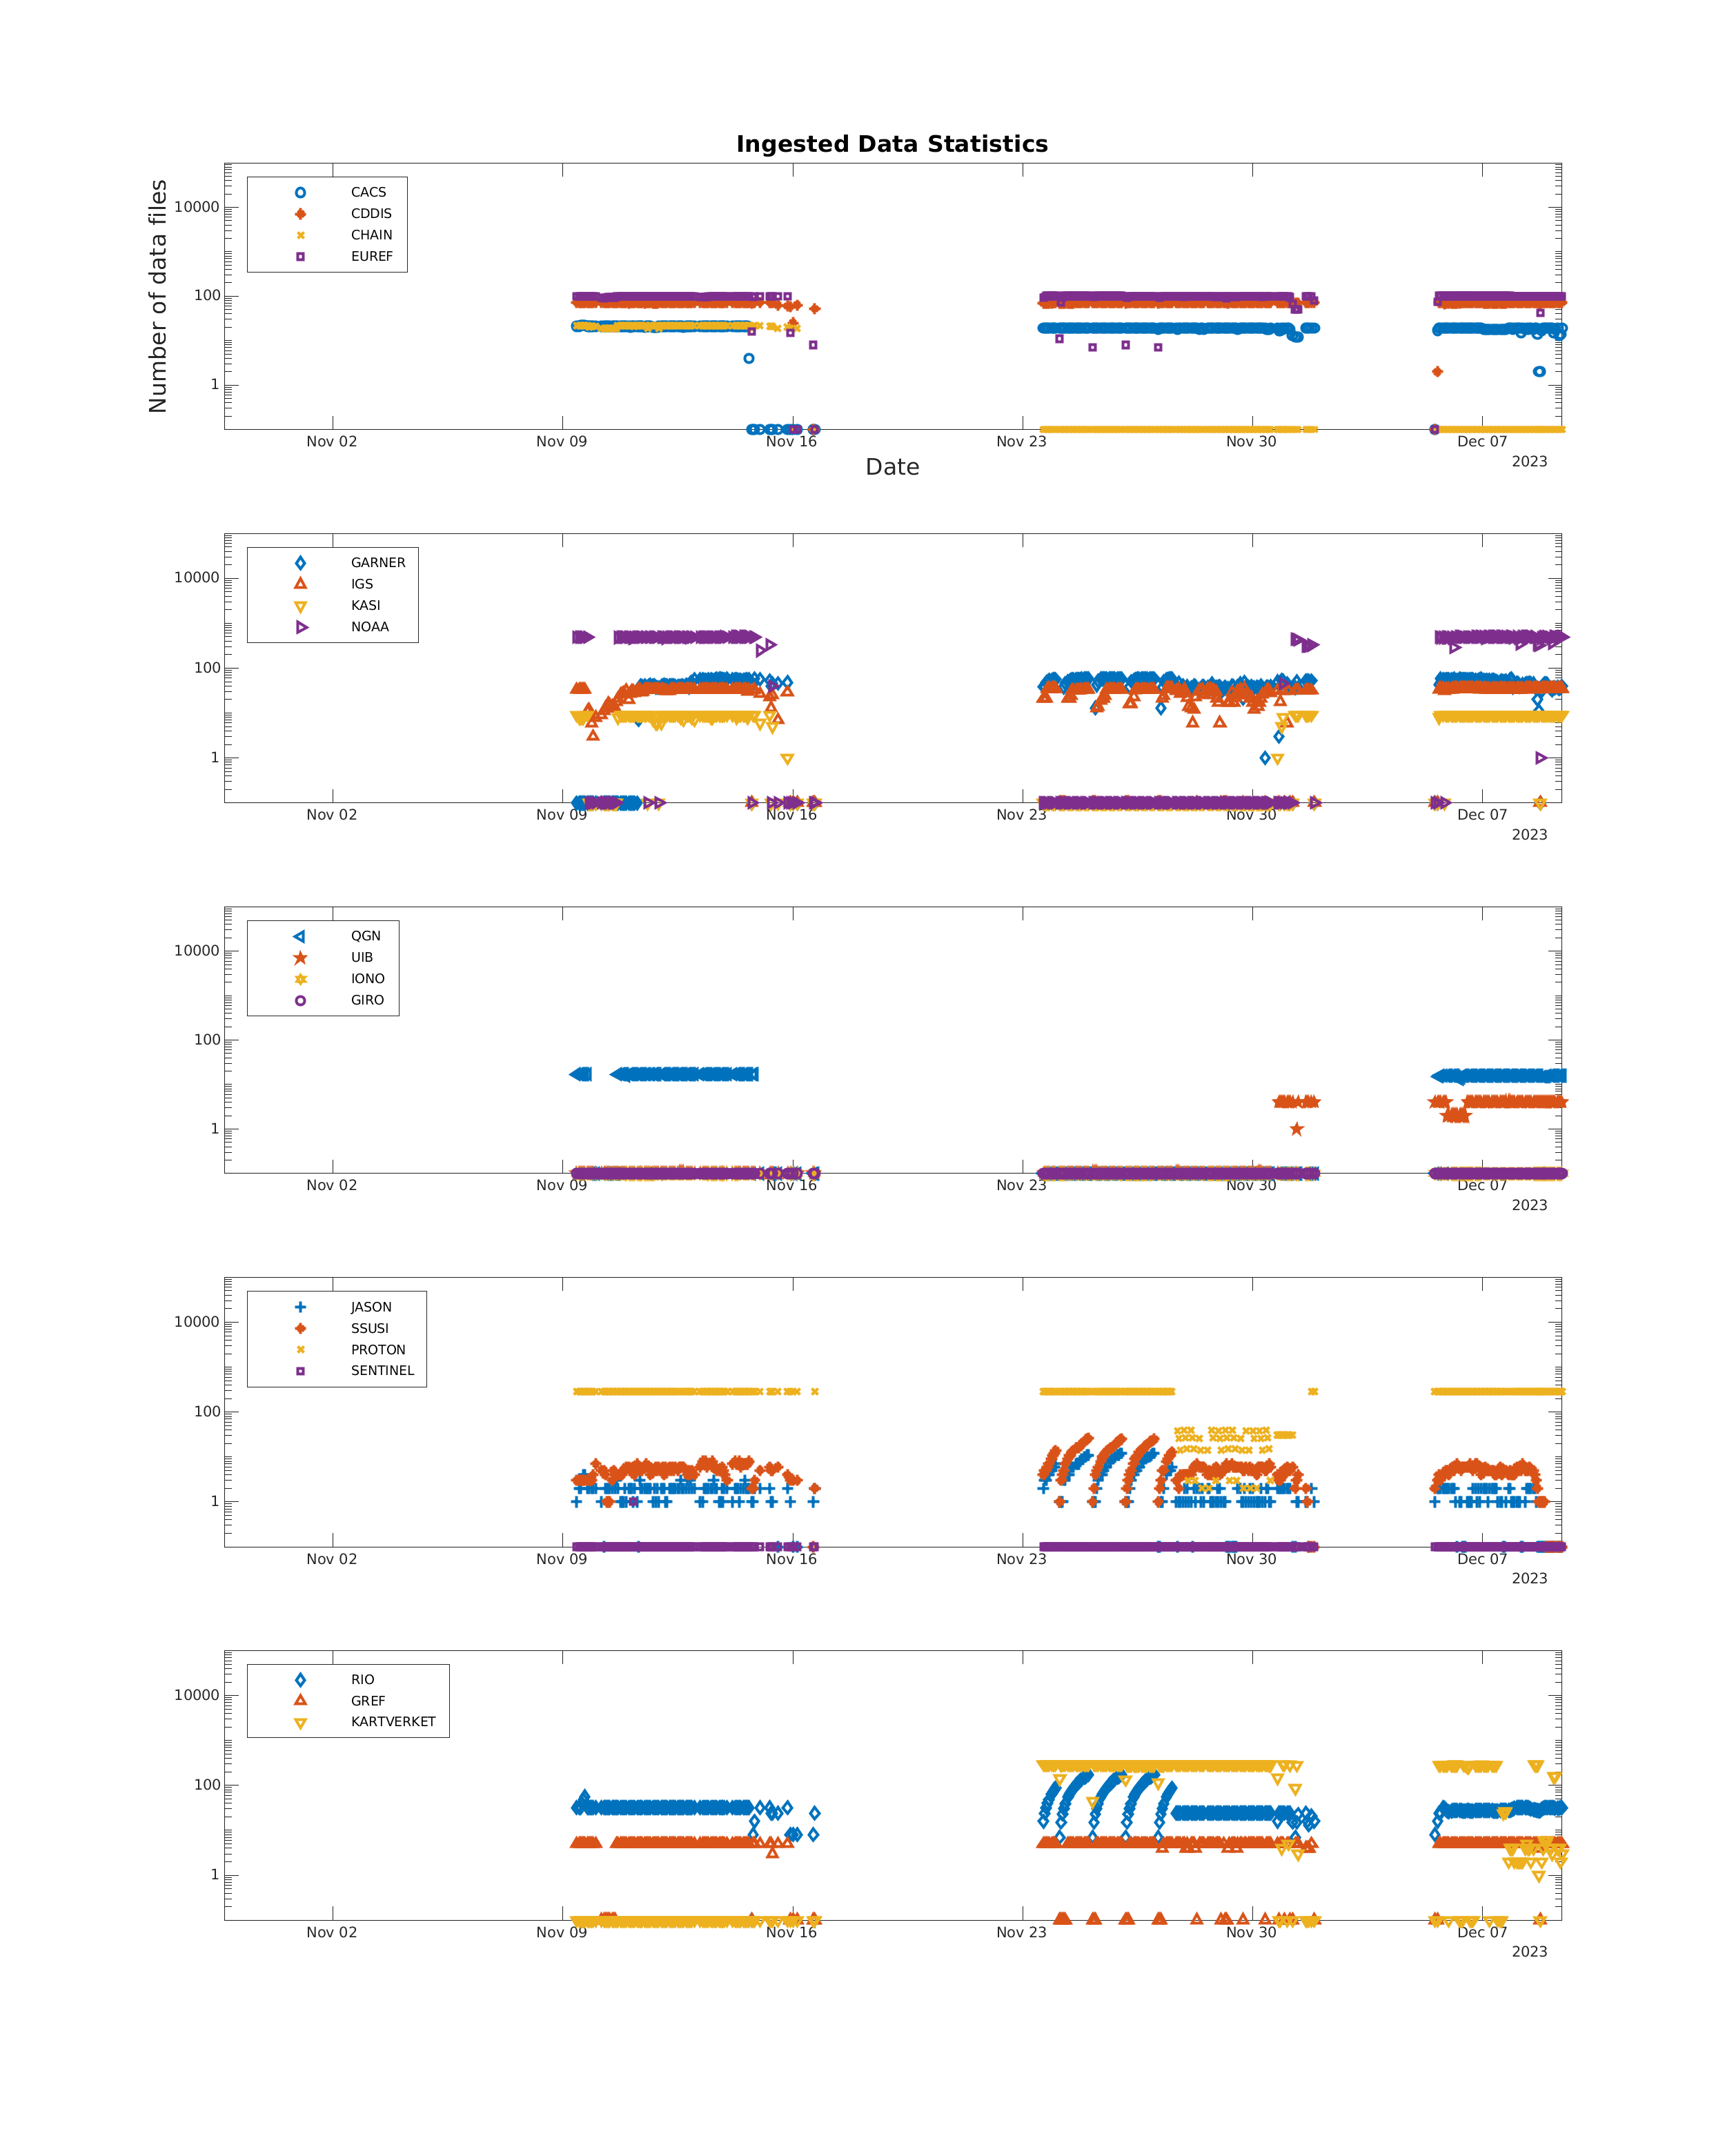 Ingested Data Statistics
Number of data files
10000
100
1
CACS
CDDIS
CHAIN
EUREF
Nov 02 Nov 09 Nov 16 Nov 23 Nov 30 Dec 07
2023
Date
10000
100
1
GARNER
IGS
KASI
NOAA
Nov 02 Nov 09 Nov 16 Nov 23 Nov 30 Dec 07
2023
10000
100
1
QGN
UIB
IONO
GIRO
Nov 02 Nov 09 Nov 16 Nov 23 Nov 30 Dec 07
2023
10000
100
1
JASON
SSUSI
PROTON
SENTINEL
Nov 02 Nov 09 Nov 16 Nov 23 Nov 30 Dec 07
2023
10000
100
1
RIO
GREF
KARTVERKET
Nov 02 Nov 09 Nov 16 Nov 23 Nov 30 Dec 07
2023